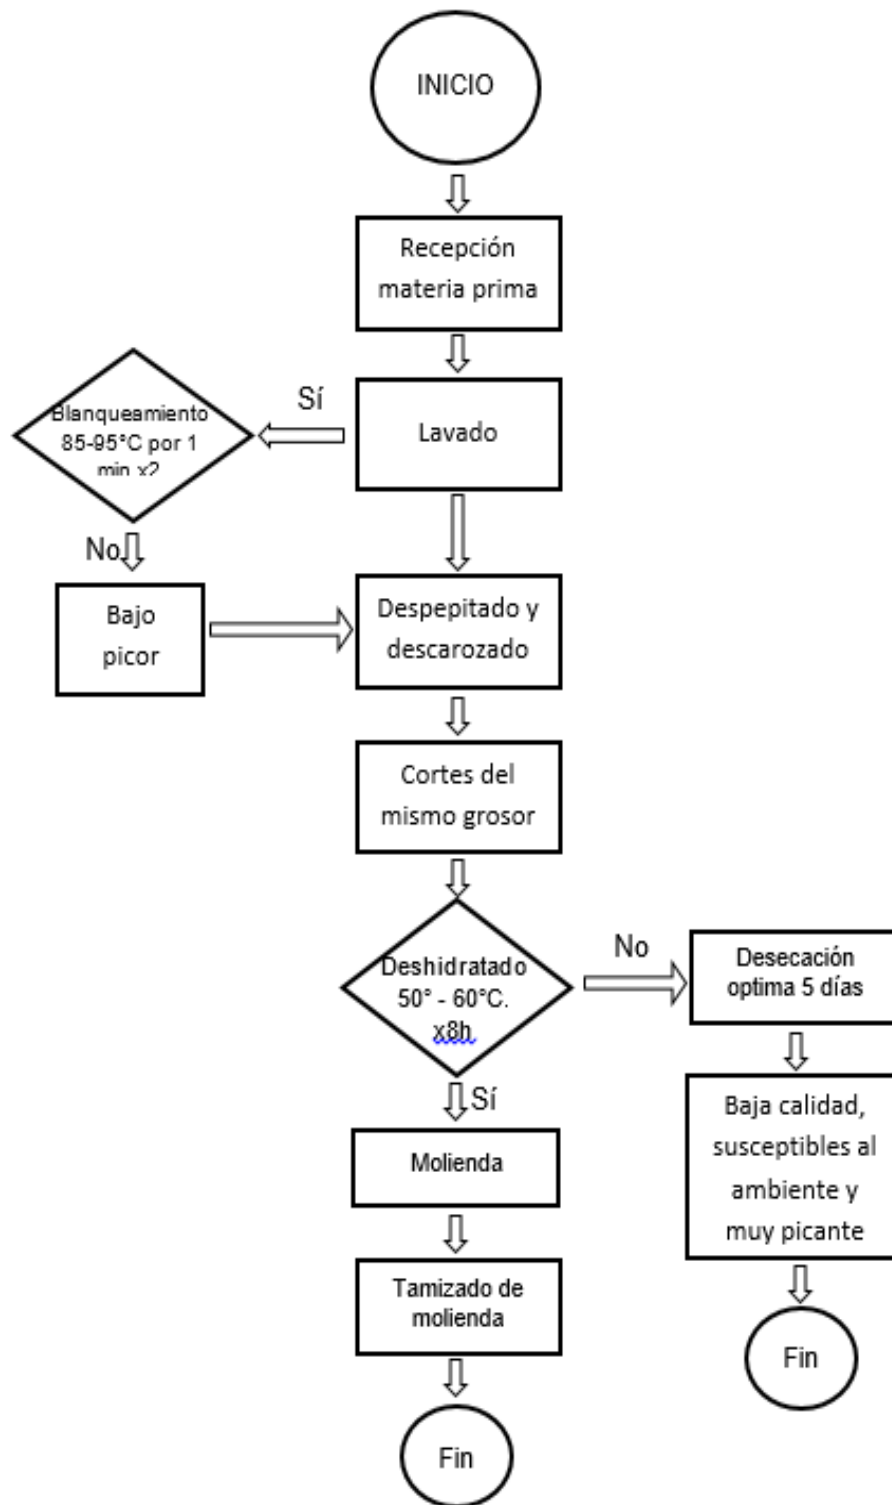 INICIO
Recepción
materia prima
Sí
Blanqueamiento
85-95°C por 1
min x2
Lavado
No
Bajo
picor
Despepitado y
descarozado
Cortes del
mismo grosor
Deshidratado
50° - 60°C.
x8h
No
Desecación
optima 5 días
Sí
Baja calidad,
susceptibles al
ambiente y
muy picante
Molienda
Tamizado de
molienda
Fin
Fin